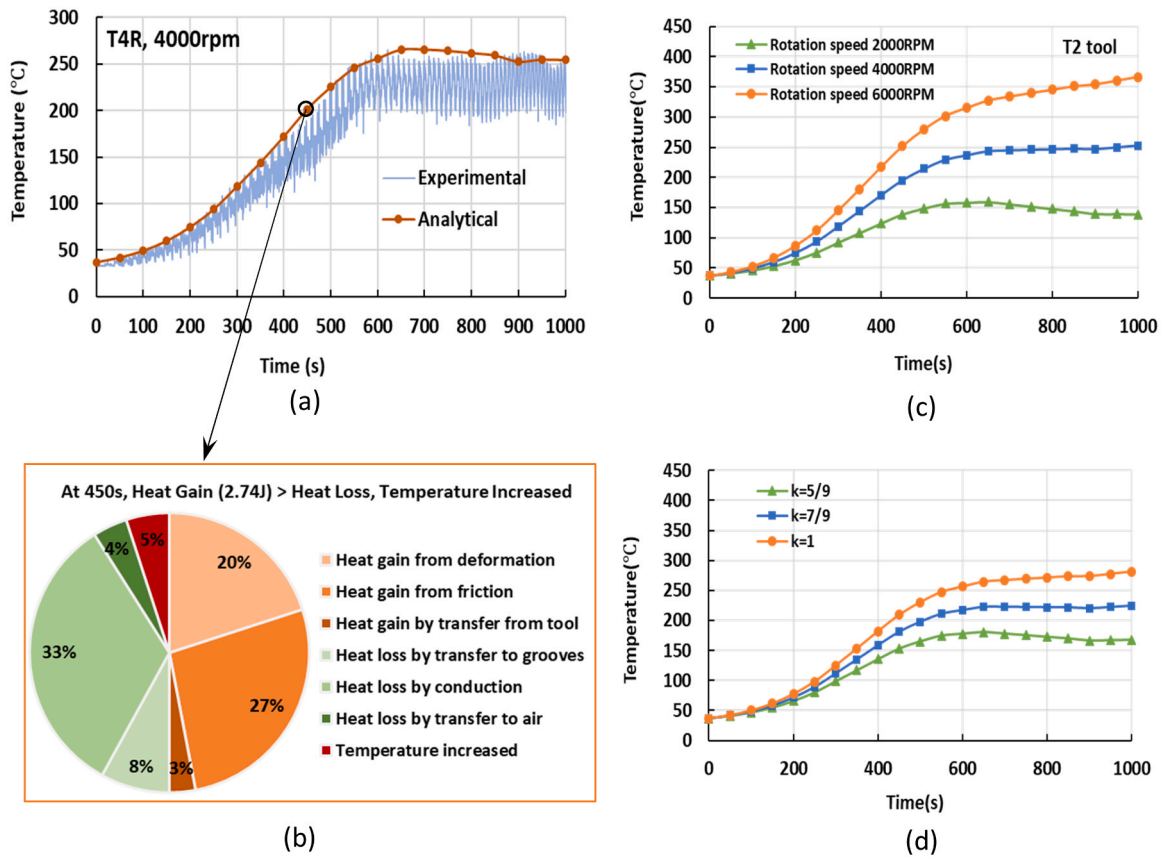 T4R, 4000rpm
Temperature (°C)
300
250
200
150
100
50
0
Experimental
Analytical
0 100 200 300 400 500 600 700 800 900 1000
Time (s)
(a)
At 450s, Heat Gain (2.74J) > Heat Loss, Temperature Increased
5%
4%
20%
33%
27%
8%
3%
Heat gain from deformation
Heat gain from friction
Heat gain by transfer from tool
Heat loss by transfer to grooves
Heat loss by conduction
Heat loss by transfer to air
Temperature increased
(b)
Temperature(°C)
450
400
350
300
250
200
150
100
50
0
Rotation speed 2000RPM
Rotation speed 4000RPM
Rotation speed 6000RPM
T2 tool
0 200 400 600 800 1000
Time(s)
(c)
Temperature(°C)
450
400
350
300
250
200
150
100
50
0
k=5/9
k=7/9
k=1
0 200 400 600 800 1000
Time(s)
(d)